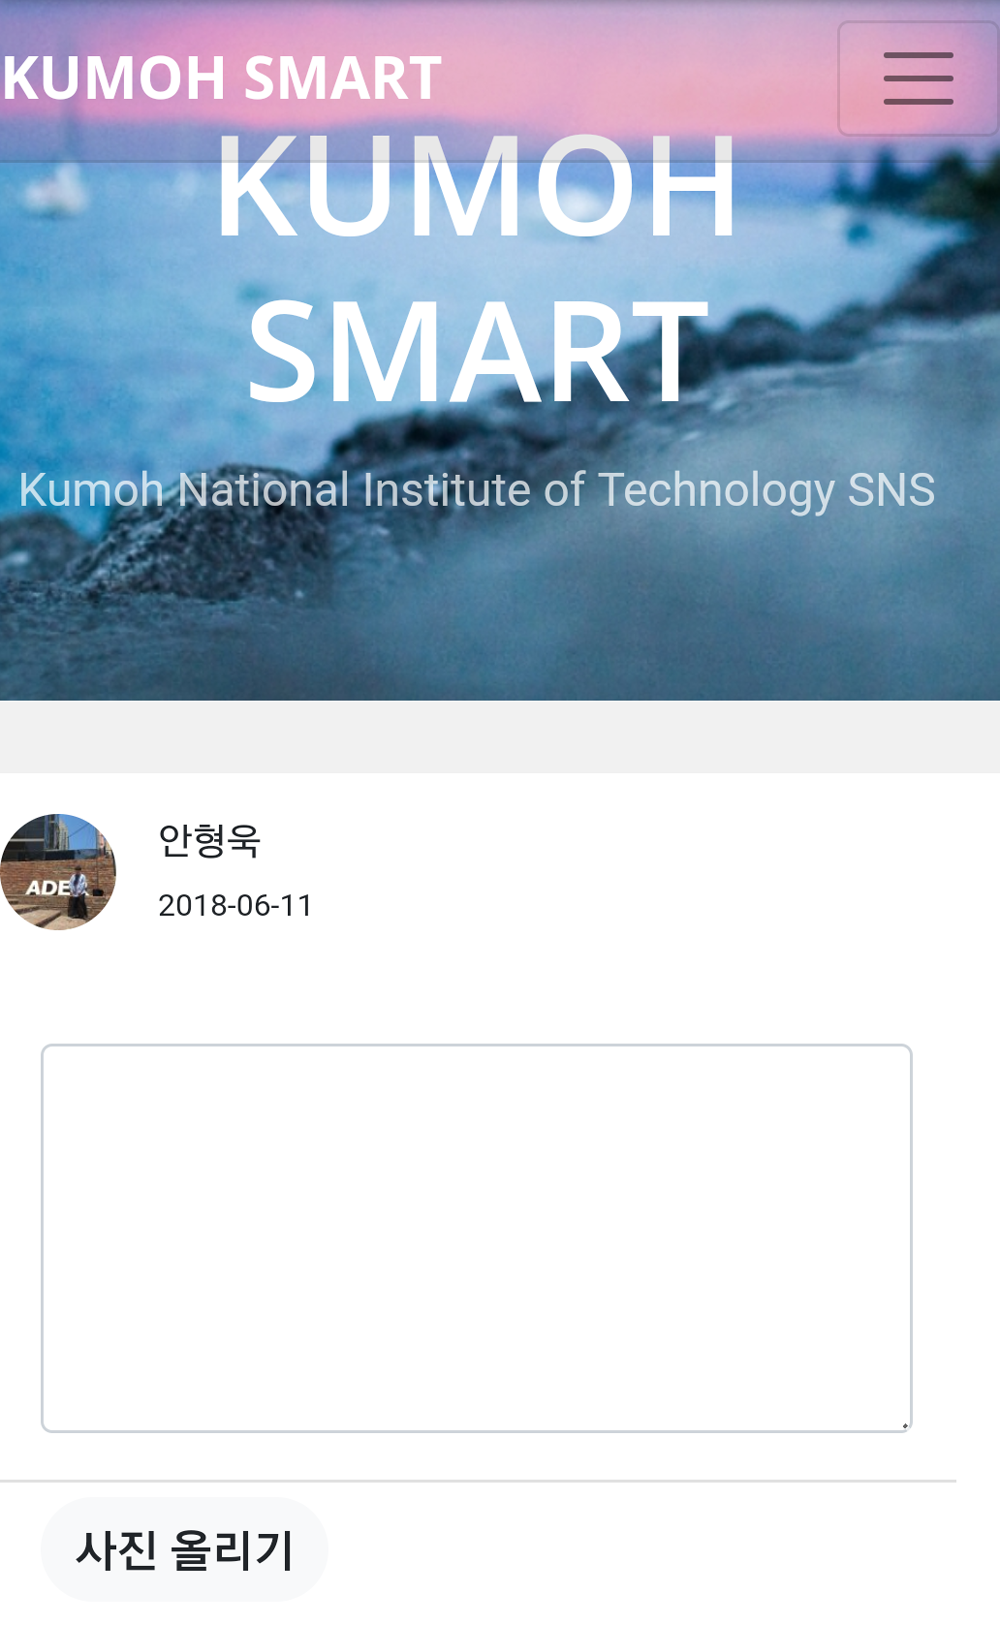 KUMOH SMART
KUMOH
SMART
Kumoh National Institute of Technology SNS
안형욱
2018-06-11
사진 올리기